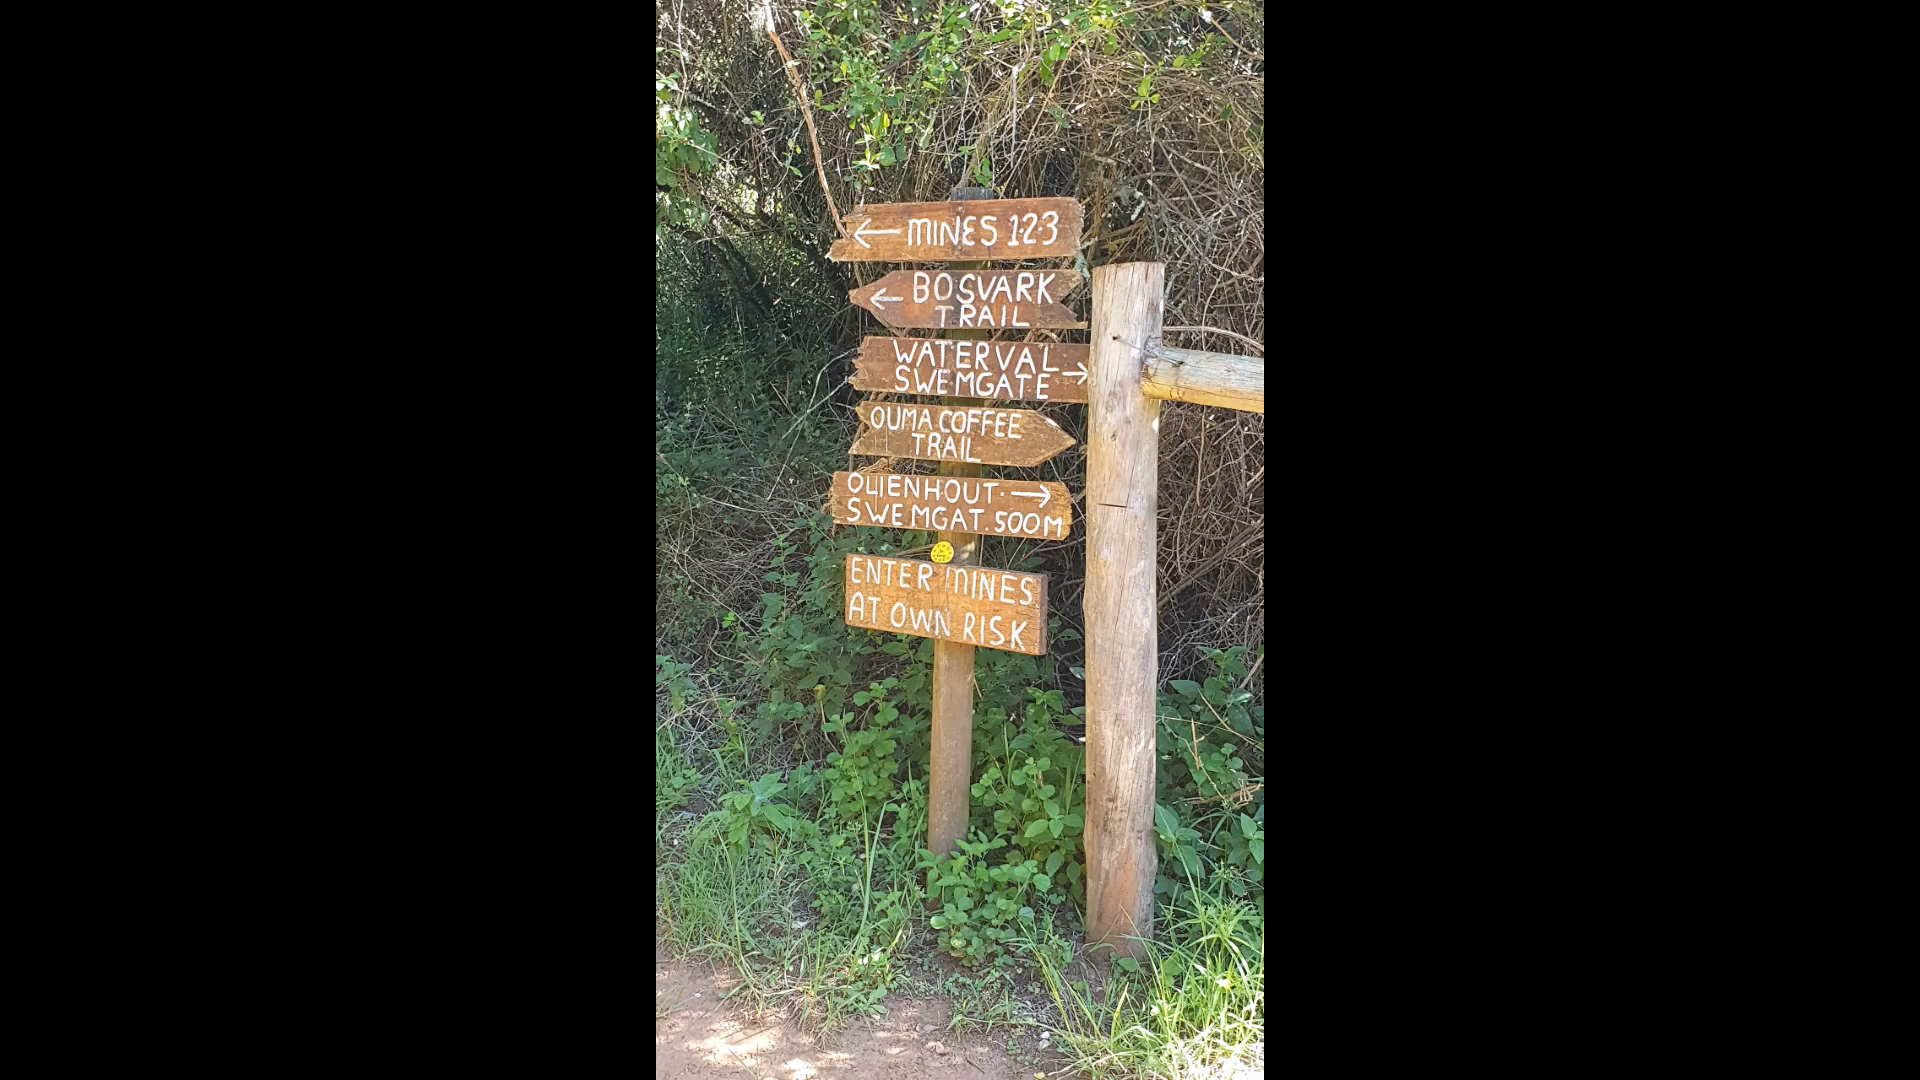 ← MINES 1·2·3
← BOSVARK
TRAIL
WATERVAL
SWEMGATE →
OUMA COFFEE
TRAIL
OLIENHOUT· →
SWEMGAT. 500M
ENTER MINES
AT OWN RISK